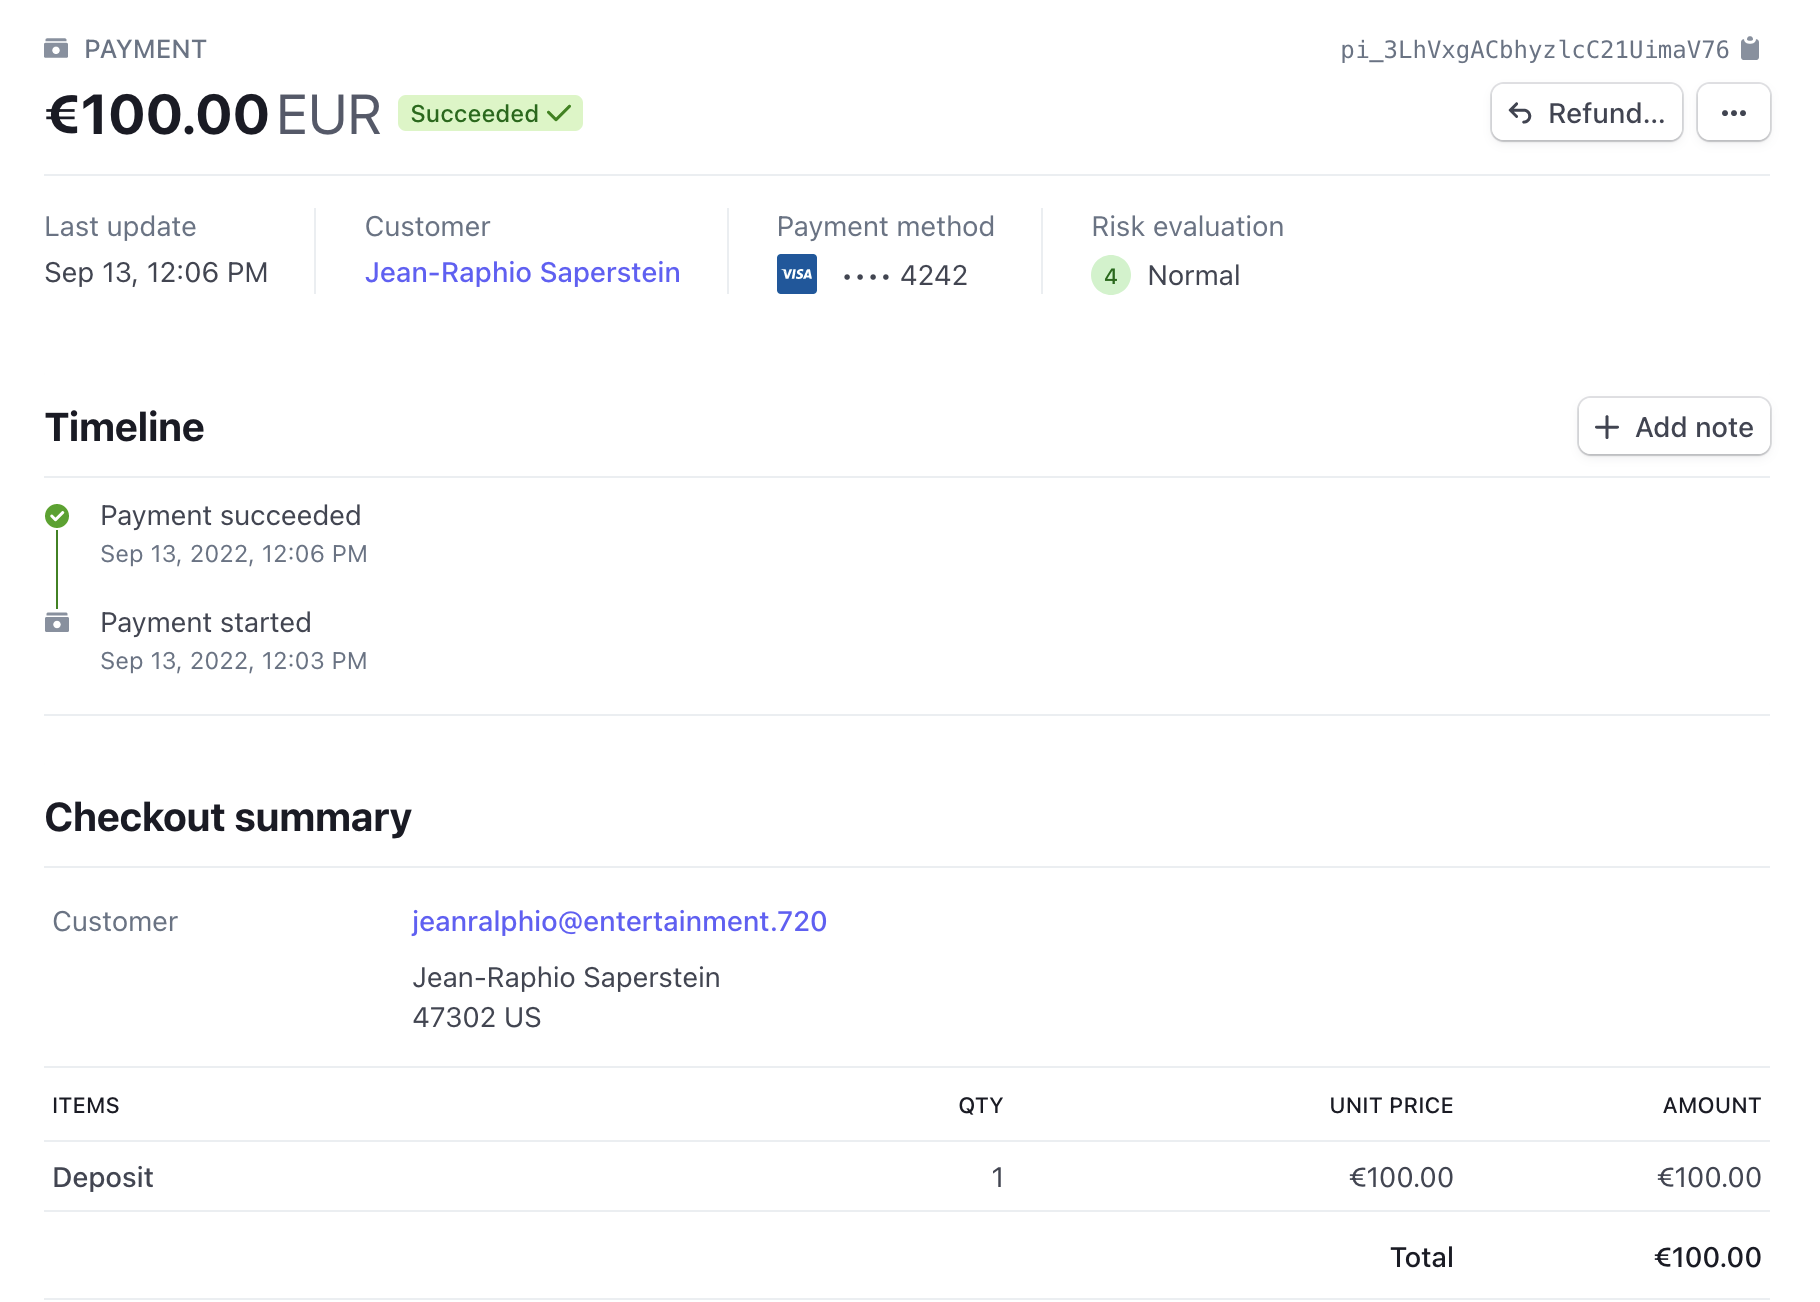 PAYMENT
pi_3LhVxgACbhyzlcC21UimaV76
€100.00 EUR Succeeded
Refund...
Last update
Sep 13, 12:06 PM
Customer
Jean-Raphio Saperstein
Payment method
VISA •••• 4242
Risk evaluation
4 Normal
Timeline
Add note
Payment succeeded
Sep 13, 2022, 12:06 PM
Payment started
Sep 13, 2022, 12:03 PM
Checkout summary
Customer
jeanralphio@entertainment.720
Jean-Raphio Saperstein
47302 US
ITEMS QTY UNIT PRICE AMOUNT
Deposit 1 €100.00 €100.00
Total €100.00